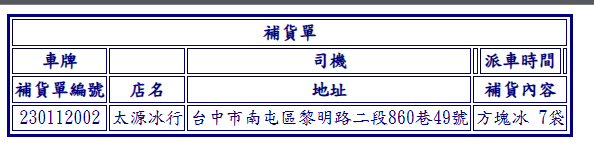 補貨單
車牌 司機 派車時間
補貨單編號 店名 地址 補貨內容
230112002 太源冰行 台中市南屯區黎明路二段860巷49號 方塊冰 7袋